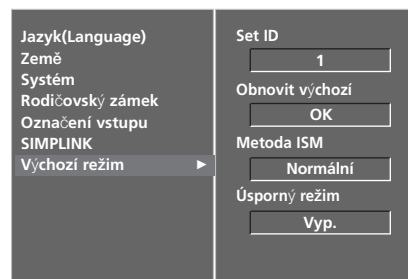 Jazyk(Language)
Země
Systém
Rodičovský zámek
Označení vstupu
SIMPLINK
Výchozí režim ►
Set ID
1
Obnovit výchozí
OK
Metoda ISM
Normální
Úsporný režim
Vyp.